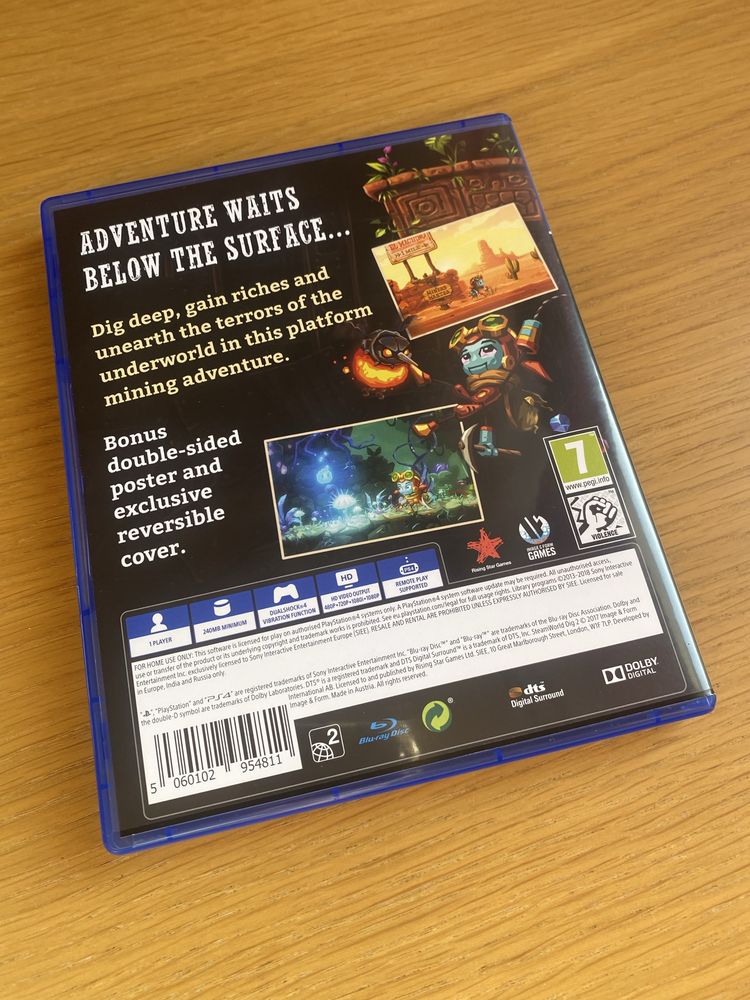 ADVENTURE WAITS
BELOW THE SURFACE...
Dig deep, gain riches and
unearth the terrors of the
underworld in this platform
mining adventure.
Bonus
double-sided
poster and
exclusive
reversible
cover.
EL MACHINO
7
www.pegi.info
VIOLENCE
Rising Star Games
IMAGE & FORM
GAMES
1 PLAYER
240MB MINIMUM
DUALSHOCK®4
VIBRATION FUNCTION
HD
HD VIDEO OUTPUT
480P•720P•1080i•1080P
PS4
REMOTE PLAY
SUPPORTED
FOR HOME USE ONLY: This software is licensed for play on authorised PlayStation®4 systems only. A PlayStation®4 system software update may be required. All unauthorised access,
use or transfer of the product or its underlying copyright and trademark works is prohibited. See eu.playstation.com/legal for full usage rights. Library programs ©2013-2018 Sony Interactive
Entertainment Inc. exclusively licensed to Sony Interactive Entertainment Europe (SIEE). RESALE AND RENTAL ARE PROHIBITED UNLESS EXPRESSLY AUTHORISED BY SIEE. Licensed for sale
in Europe, India and Russia only.
"PlayStation" and "PS4" are registered trademarks of Sony Interactive Entertainment Inc. "Blu-ray Disc™" and "Blu-ray™" are trademarks of the Blu-ray Disc Association. Dolby and
the double-D symbol are trademarks of Dolby Laboratories. DTS® is a registered trademark and DTS Digital Surround™ is a trademark of DTS, Inc. SteamWorld Dig 2 © 2017 Image & Form
International AB. Licensed to and published by Rising Star Games Ltd. SIEE, 10 Great Marlborough Street, London, W1F 7LP. Developed by
Image & Form. Made in Austria. All rights reserved.
5 060102 954811
2
Blu-ray Disc
dts
Digital Surround
DOLBY
DIGITAL